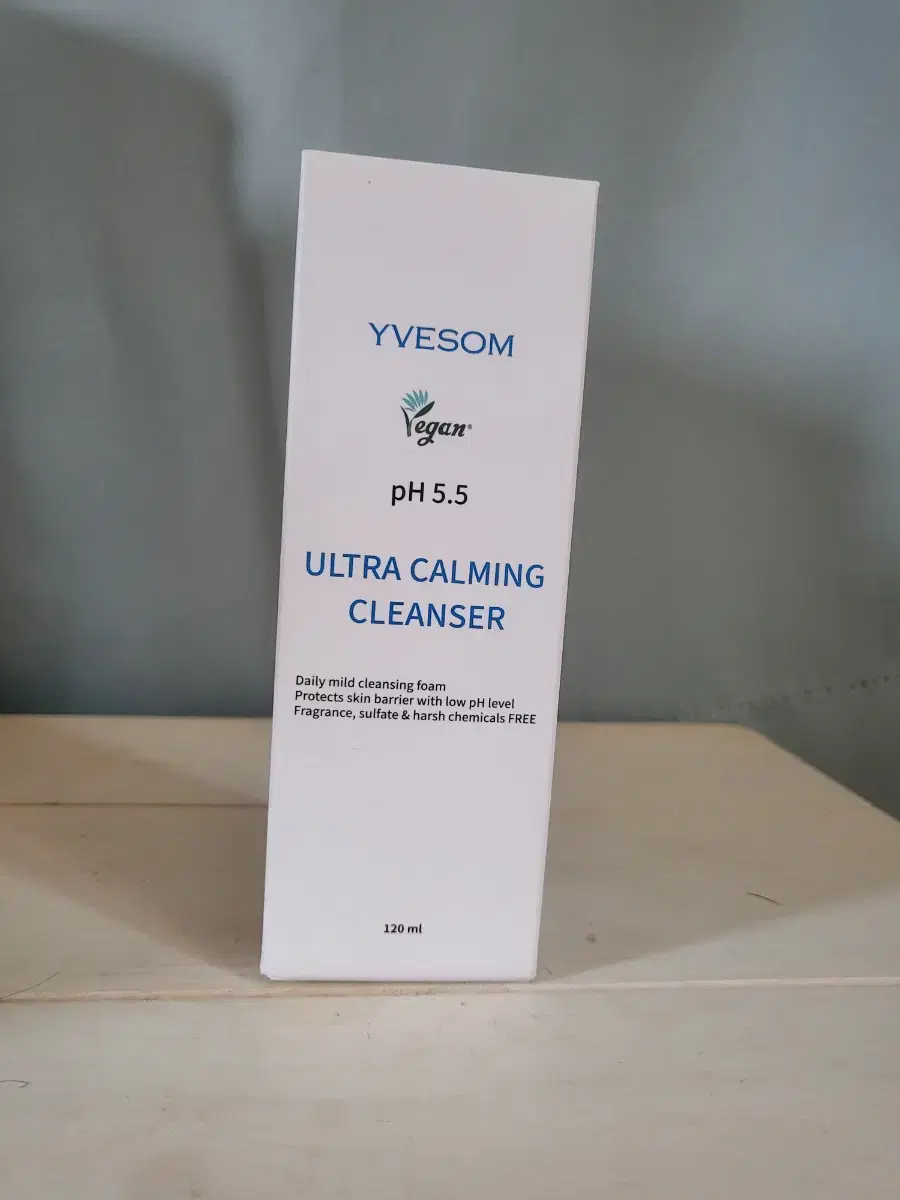 YVESOM
Vegan®
pH 5.5
ULTRA CALMING
CLEANSER
Daily mild cleansing foam
Protects skin barrier with low pH level
Fragrance, sulfate & harsh chemicals FREE
120 ml